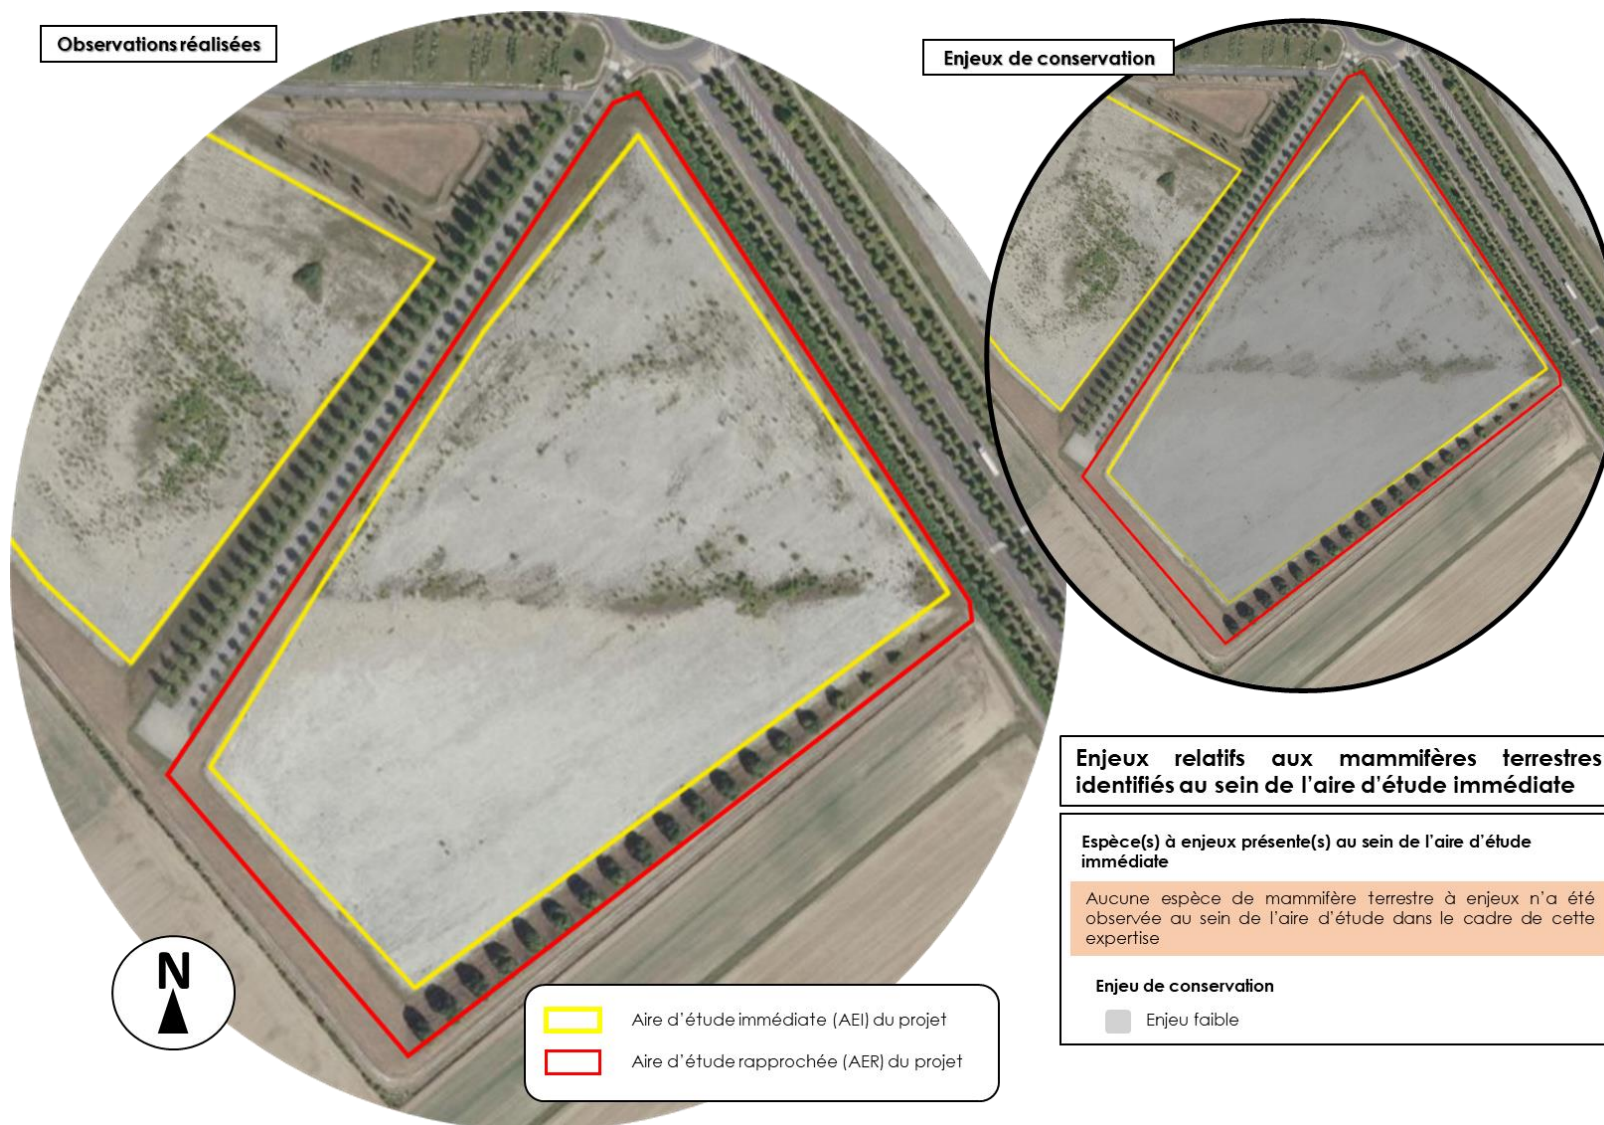 Observations réalisées
Enjeux de conservation
Enjeux relatifs aux mammifères terrestres
identifiés au sein de l'aire d'étude immédiate
Espèce(s) à enjeux présente(s) au sein de l'aire d'étude
immédiate
Aucune espèce de mammifère terrestre à enjeux n'a été
observée au sein de l'aire d'étude dans le cadre de cette
expertise
Enjeu de conservation
Enjeu faible
N
Aire d'étude immédiate (AEI) du projet
Aire d'étude rapprochée (AER) du projet